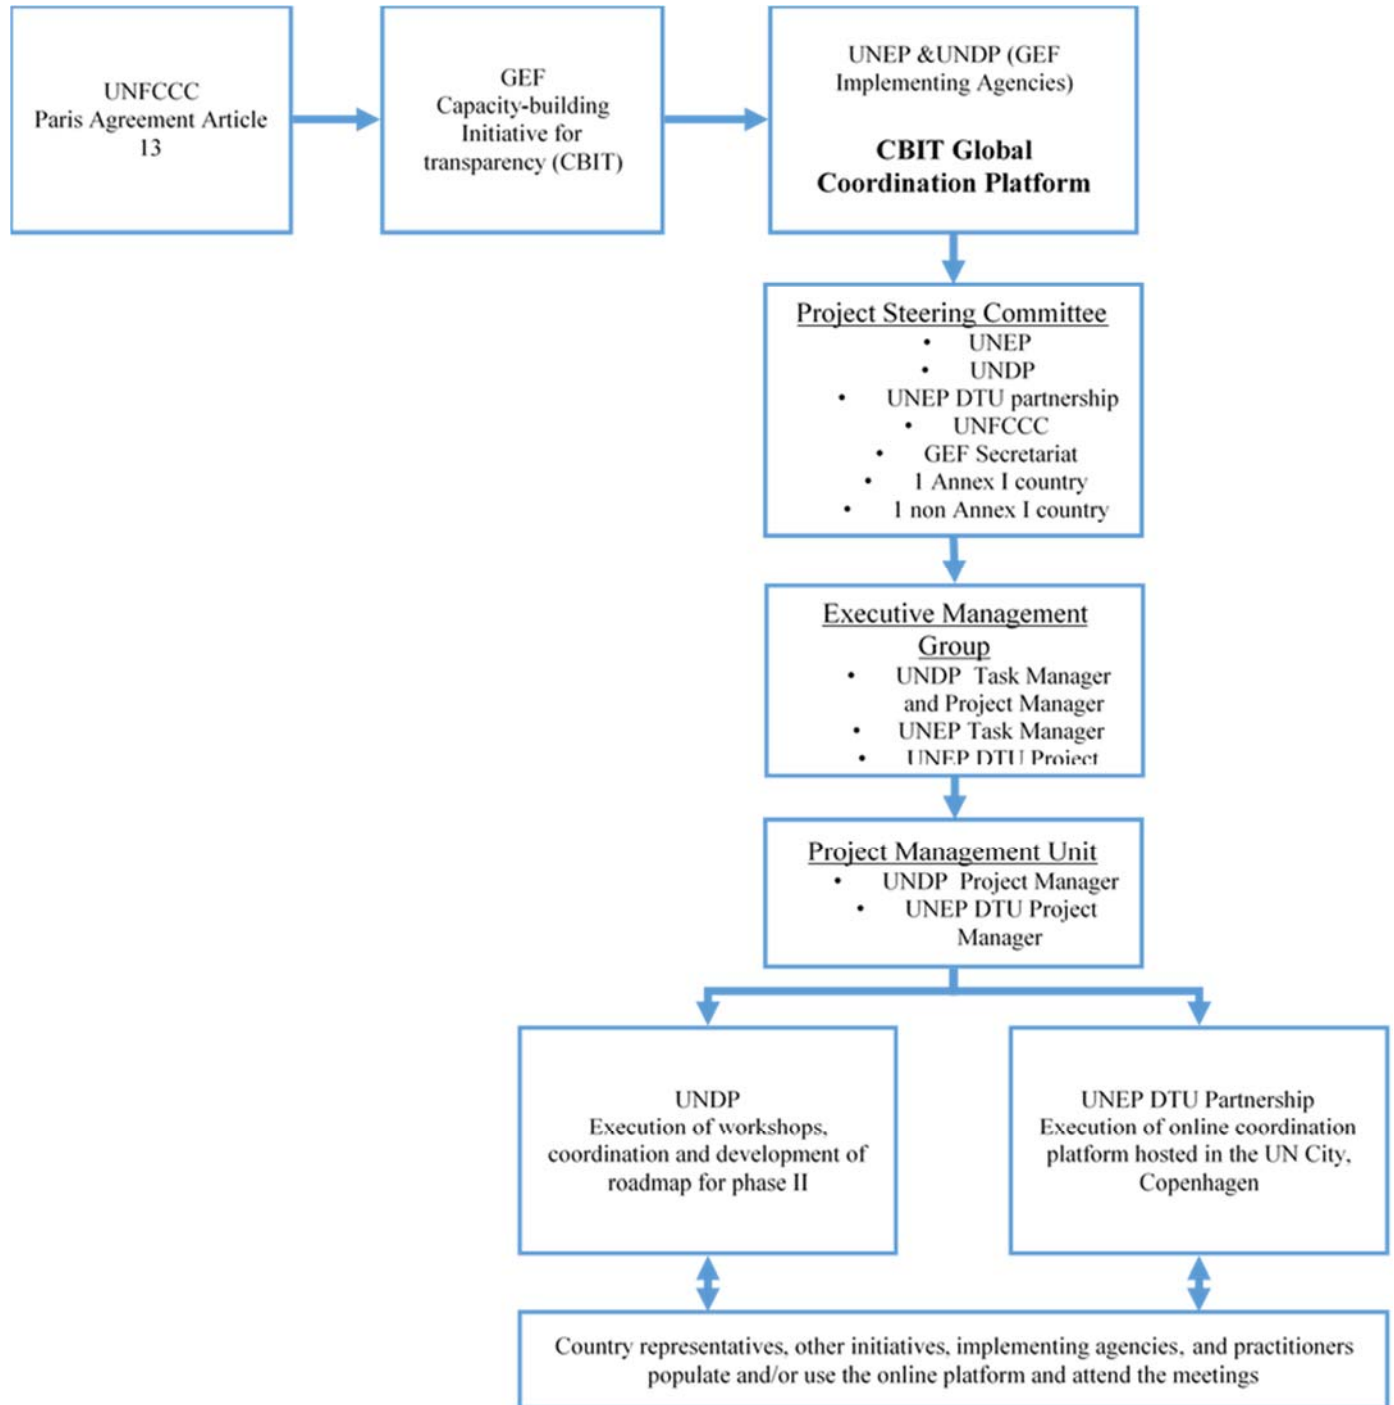 UNFCCC
Paris Agreement Article
13
GEF
Capacity-building
Initiative for
transparency (CBIT)
UNEP &UNDP (GEF
Implementing Agencies)
CBIT Global
Coordination Platform
Project Steering Committee
• UNEP
• UNDP
• UNEP DTU partnership
• UNFCCC
• GEF Secretariat
• 1 Annex I country
• 1 non Annex I country
Executive Management
Group
• UNDP Task Manager
and Project Manager
• UNEP Task Manager
• UNEP DTU Project
Project Management Unit
• UNDP Project Manager
• UNEP DTU Project
Manager
UNDP
Execution of workshops,
coordination and development of
roadmap for phase II
UNEP DTU Partnership
Execution of online coordination
platform hosted in the UN City,
Copenhagen
Country representatives, other initiatives, implementing agencies, and practitioners
populate and/or use the online platform and attend the meetings